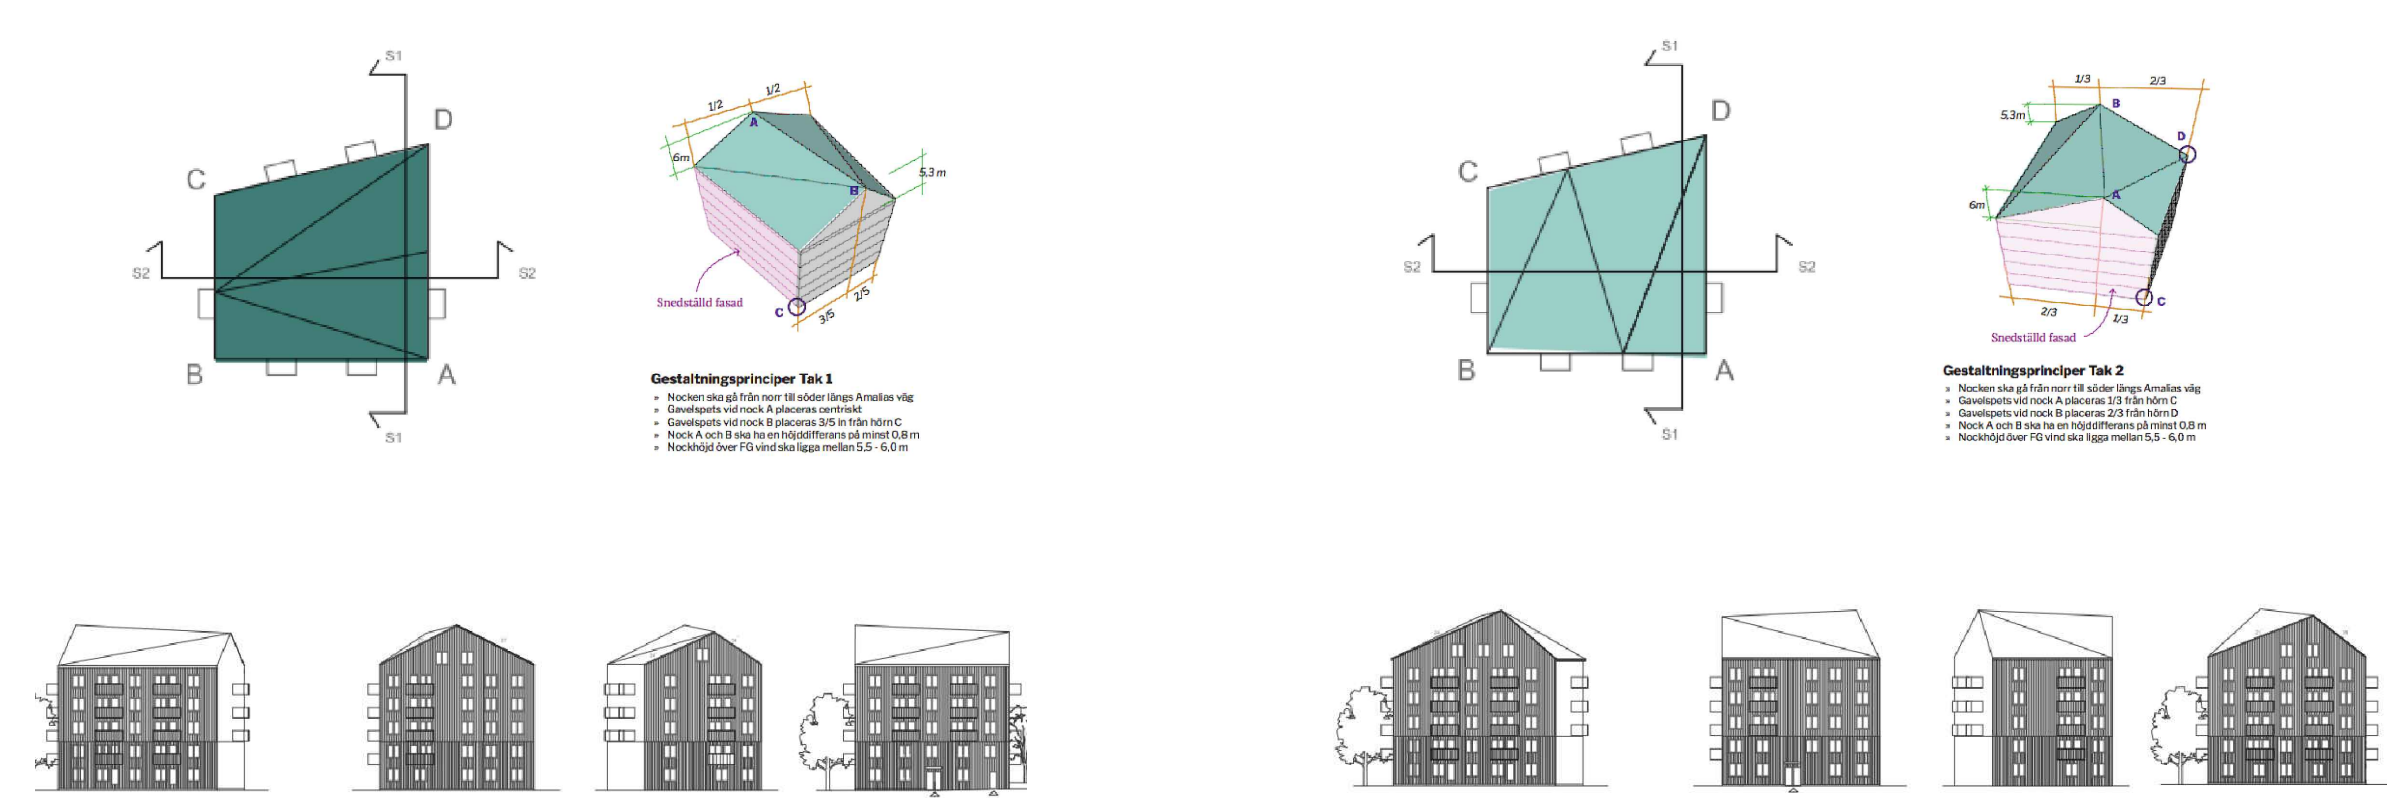 S1
D
C
S2
S2
B
A
S1
1/2
1/2
A
6m
B
5,3 m
Snedställd fasad
C
3/5
2/5
Gestaltningsprinciper Tak 1
» Nocken ska gå från norr till söder längs Amalias väg
» Gavelspets vid nock A placeras centriskt
» Gavelspets vid nock B placeras 3/5 in från hörn C
» Nock A och B ska ha en höjddifferans på minst 0,8 m
» Nockhöjd över FG vind ska ligga mellan 5,5 - 6,0 m
S1
D
C
S2
S2
B
A
S1
1/3
2/3
B
5,3m
D
A
6m
C
2/3
1/3
Snedställd fasad
Gestaltningsprinciper Tak 2
» Nocken ska gå från norr till söder längs Amalias väg
» Gavelspets vid nock A placeras 1/3 från hörn C
» Gavelspets vid nock B placeras 2/3 från hörn D
» Nock A och B ska ha en höjddifferans på minst 0,8 m
» Nockhöjd över FG vind ska ligga mellan 5,5 - 6,0 m